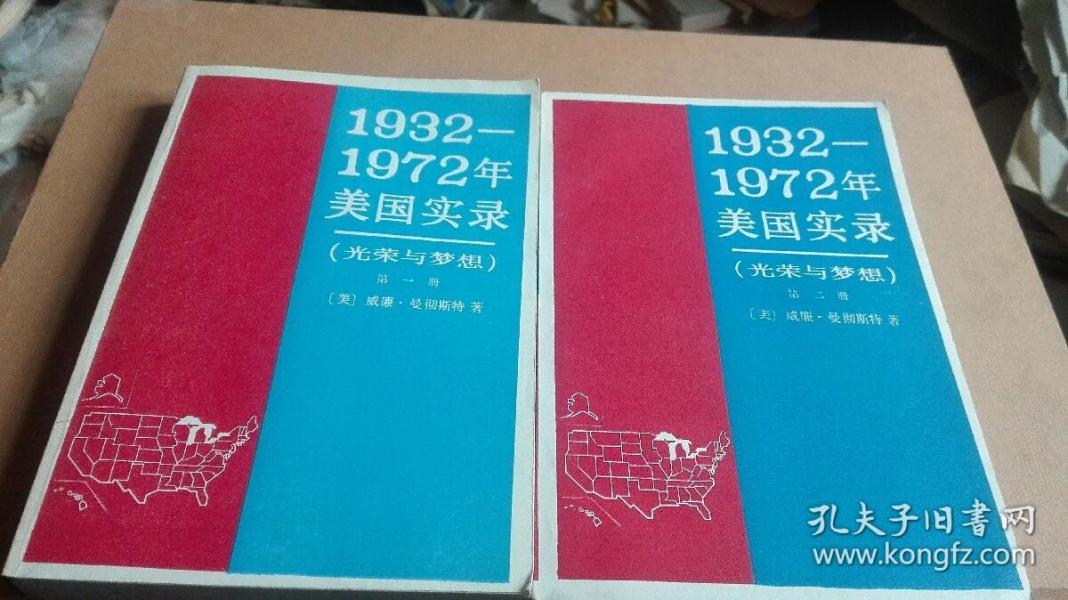 1932—
1972年
美国实录
(光荣与梦想)
第一册
〔美〕威廉·曼彻斯特 著
1932—
1972年
美国实录
(光荣与梦想)
第二册
〔美〕威廉·曼彻斯特 著
孔夫子旧書网
www.kongfz.com